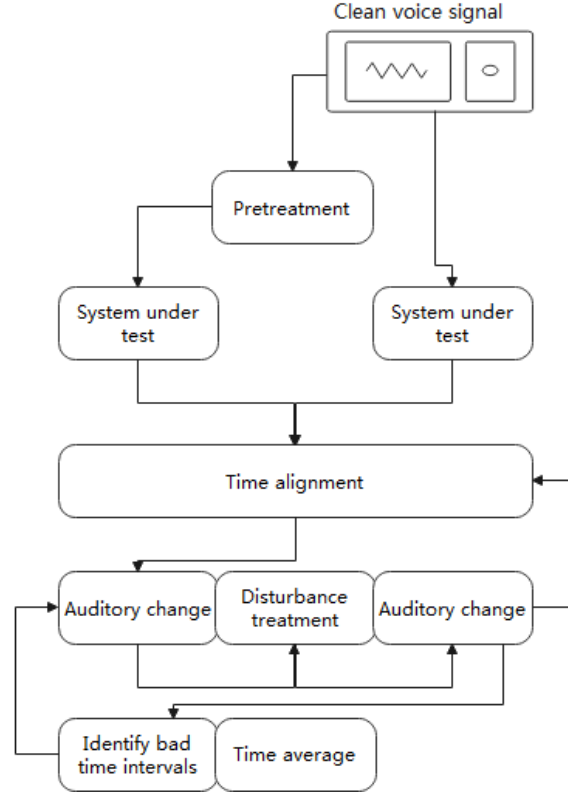 Clean voice signal
Pretreatment
System under
test
System under
test
Time alignment
Auditory change
Disturbance
treatment
Auditory change
Identify bad
time intervals
Time average